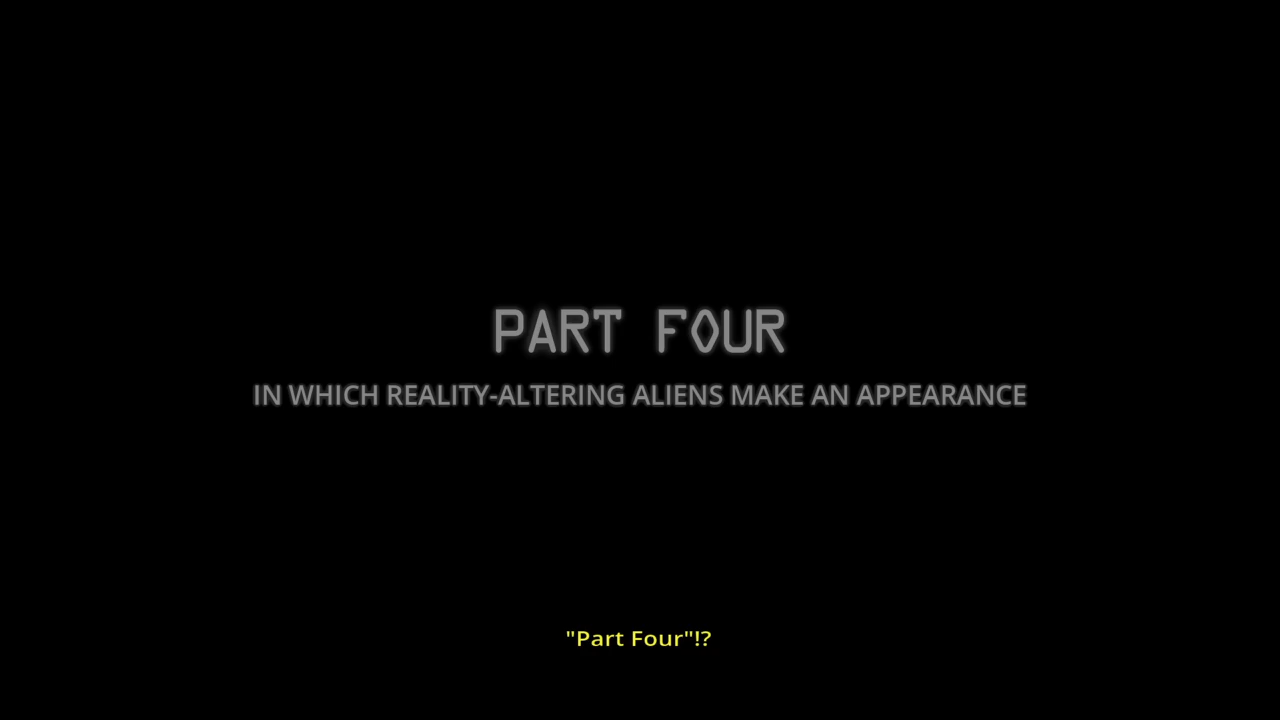 PART FOUR
IN WHICH REALITY-ALTERING ALIENS MAKE AN APPEARANCE
"Part Four"!?